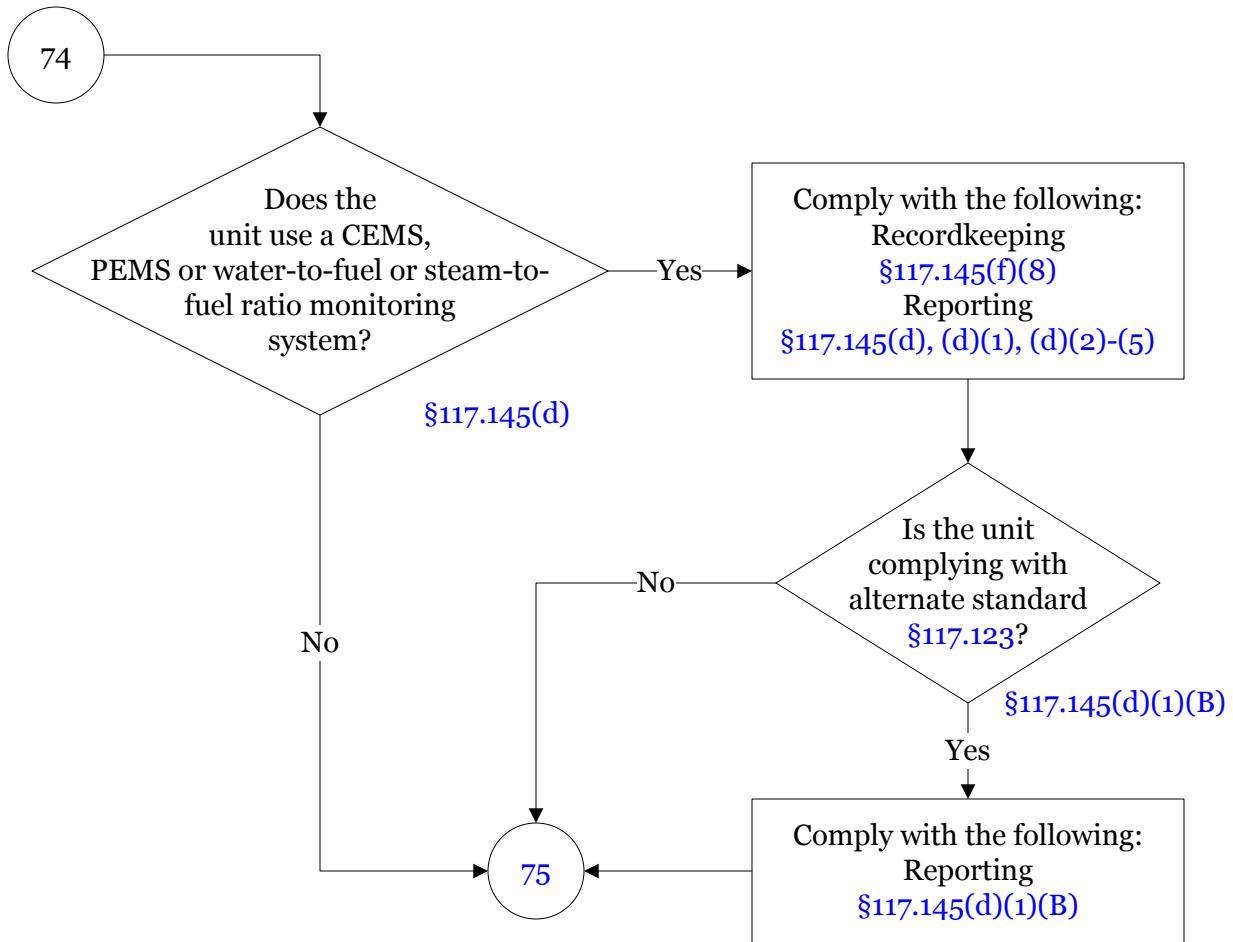 74
Does the
unit use a CEMS,
PEMS or water-to-fuel or steam-to-
fuel ratio monitoring
system?
Yes
Comply with the following:
Recordkeeping
§117.145(f)(8)
Reporting
§117.145(d), (d)(1), (d)(2)-(5)
§117.145(d)
Is the unit
complying with
alternate standard
§117.123?
No
No
§117.145(d)(1)(B)
Yes
Comply with the following:
Reporting
§117.145(d)(1)(B)
75